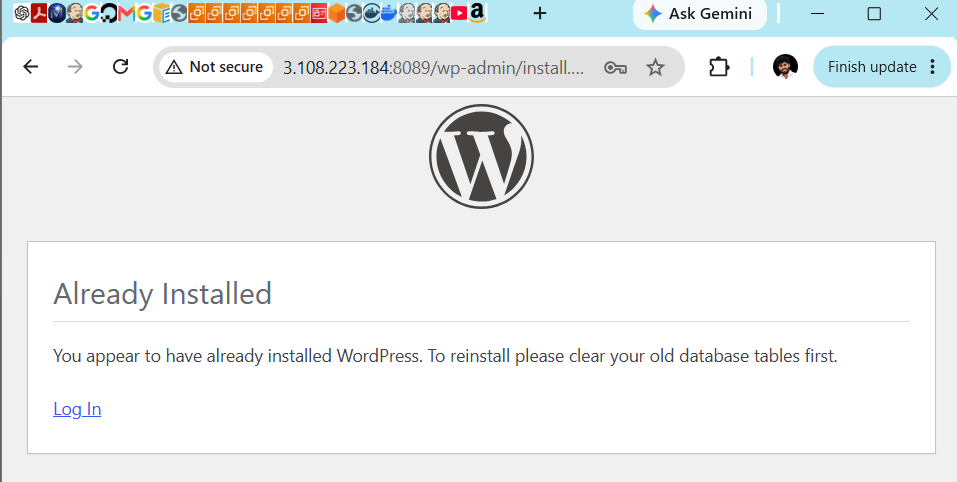 Ask Gemini
Not secure 3.108.223.184:8089/wp-admin/install.... Finish update
Already Installed
You appear to have already installed WordPress. To reinstall please clear your old database tables first.
Log In